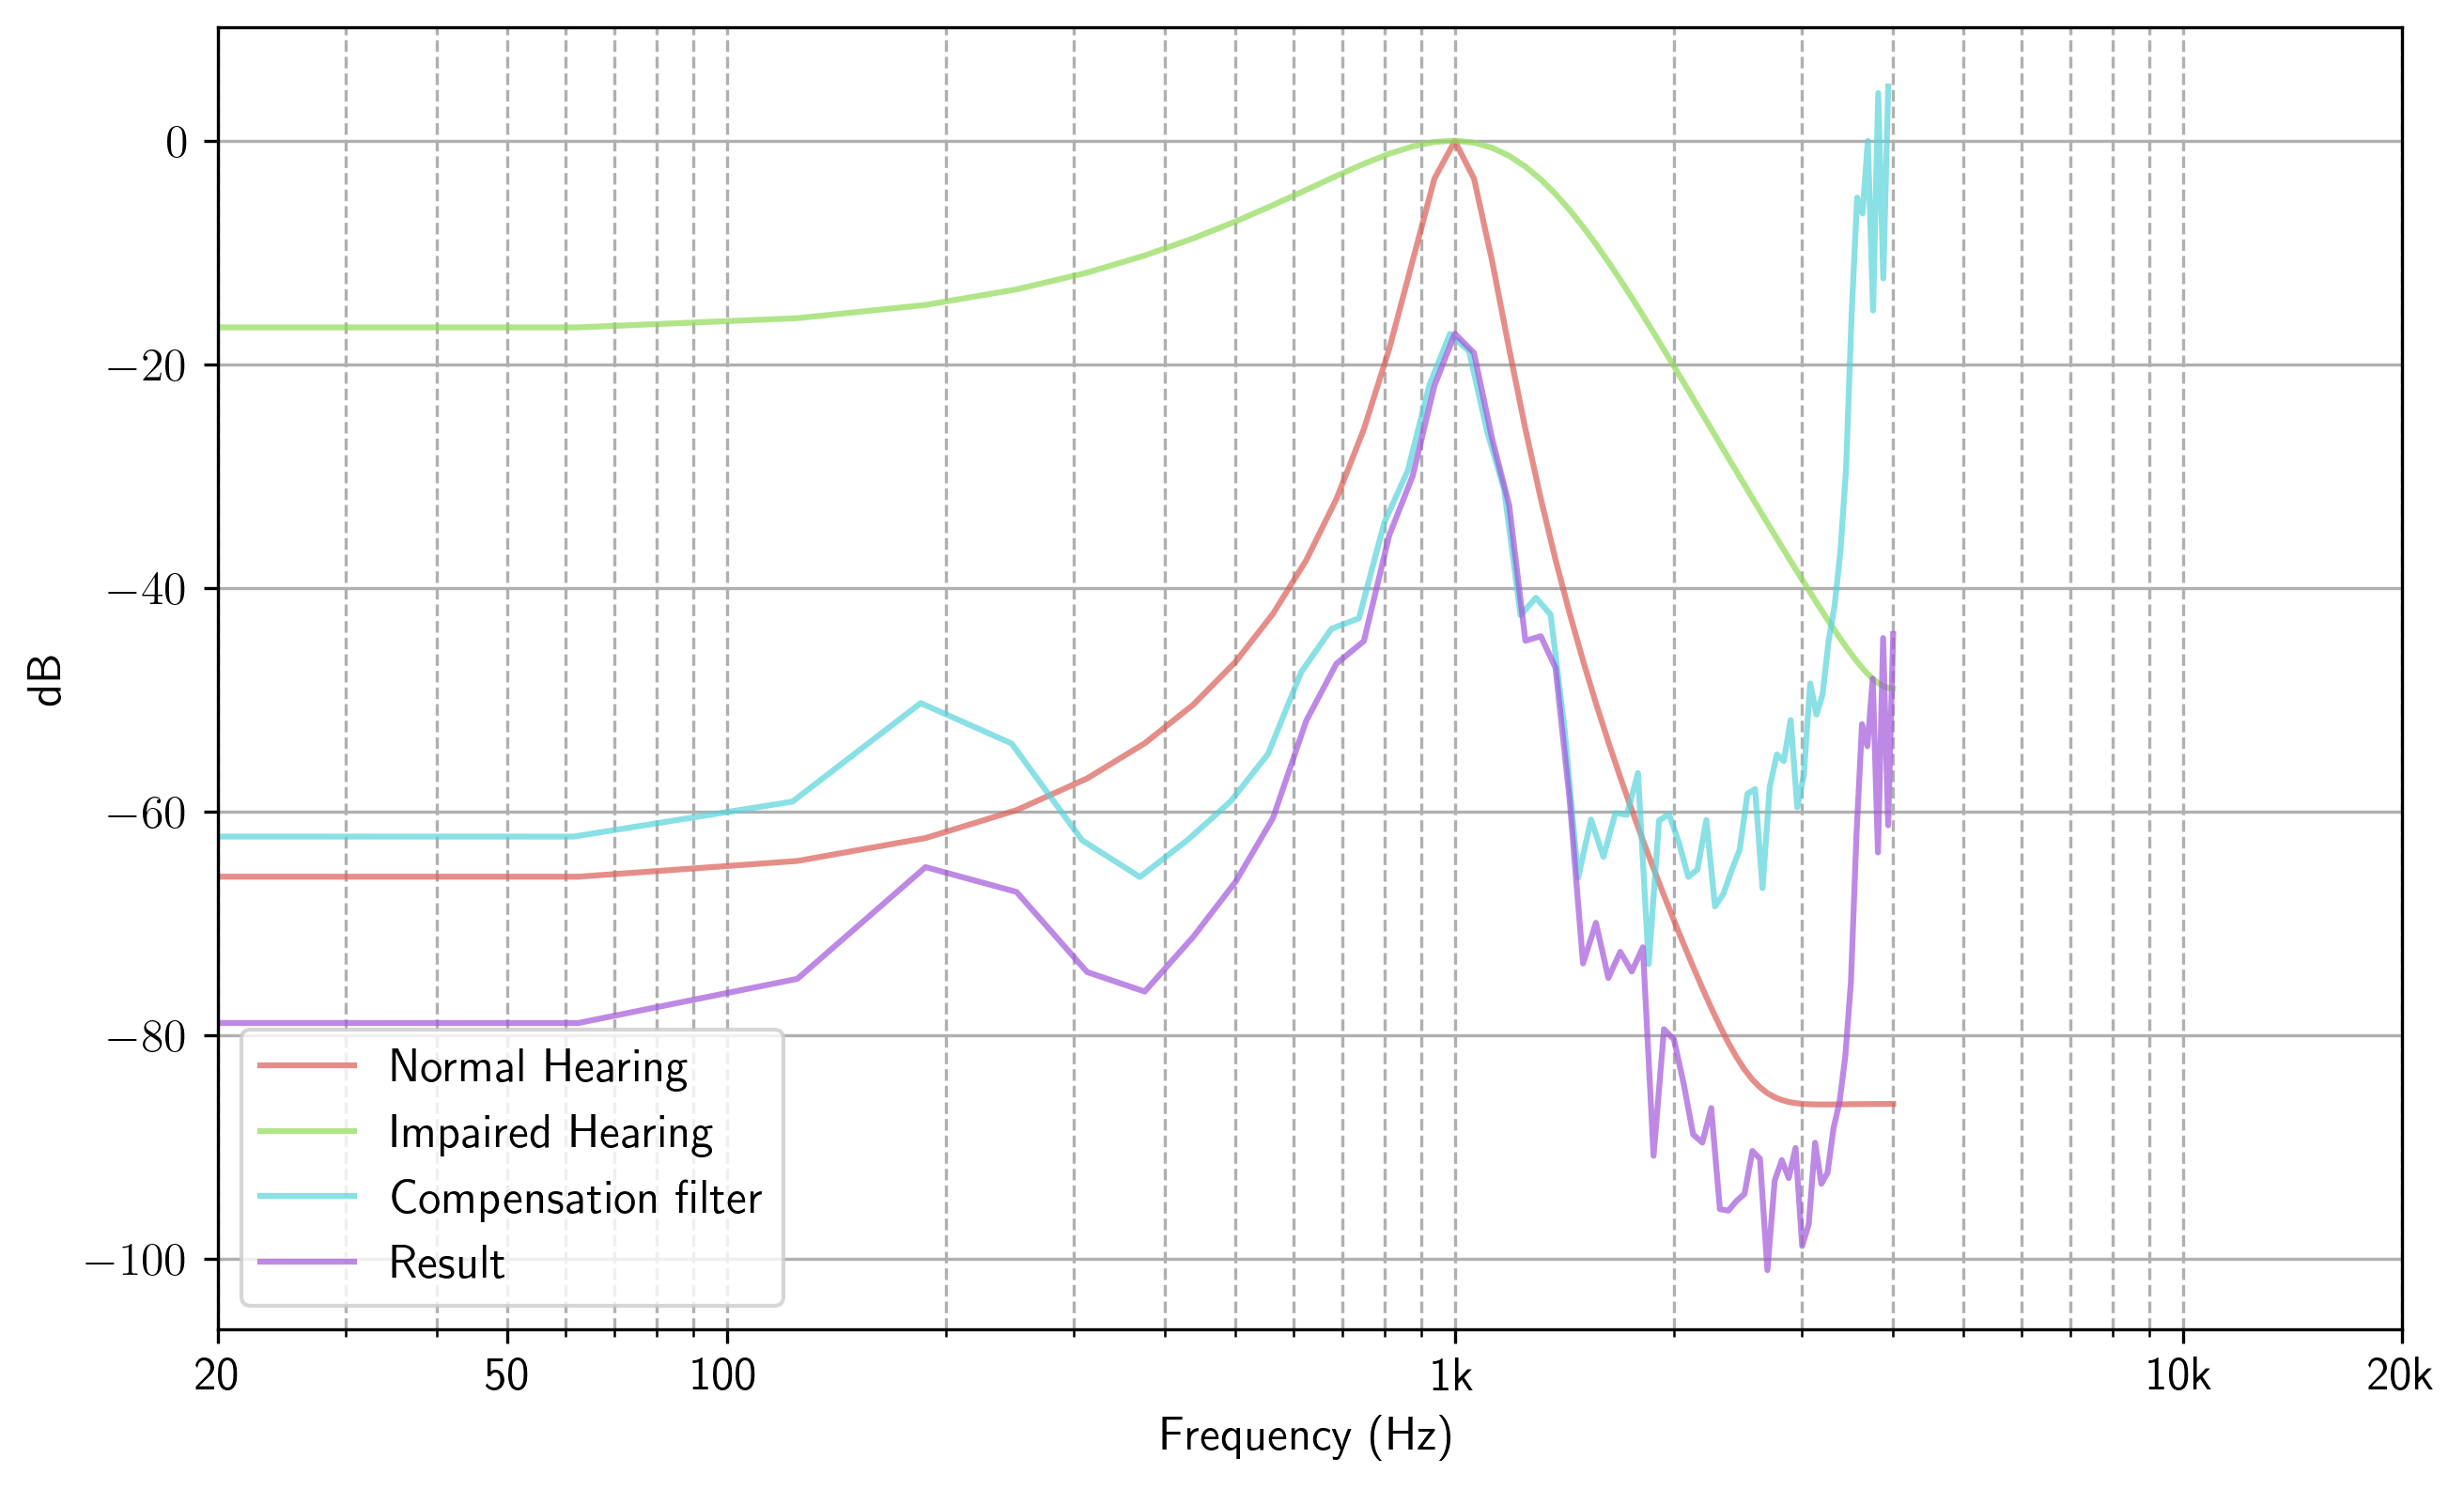 0
−20
−40
−60
−80
−100
dB
Normal Hearing
Impaired Hearing
Compensation filter
Result
20 50 100 1k 10k 20k
Frequency (Hz)